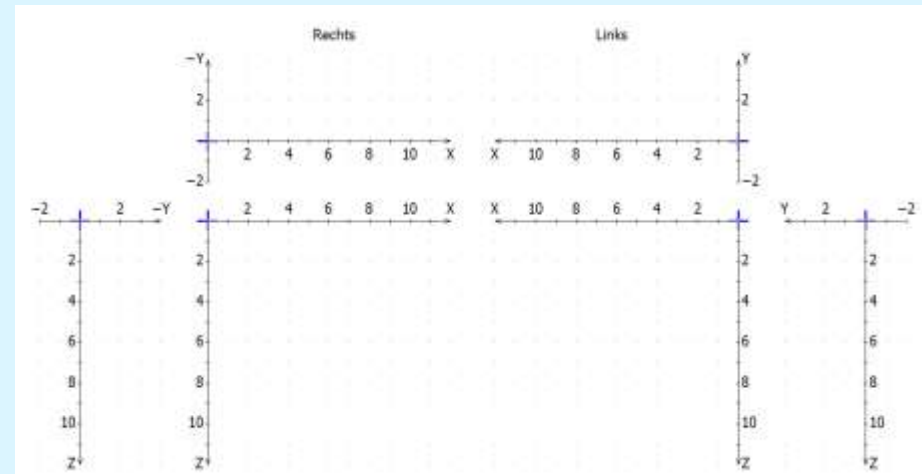 Rechts Links
−Y Y
2 2
2 4 6 8 10 X X 10 8 6 4 2
−2 −2
−2 2 −Y 2 4 6 8 10 X X 10 8 6 4 2 Y 2 −2
2 2 2
4 4 4 4
6 6 6 6
8 8 8 8
10 10 10 10
Z Z Z Z